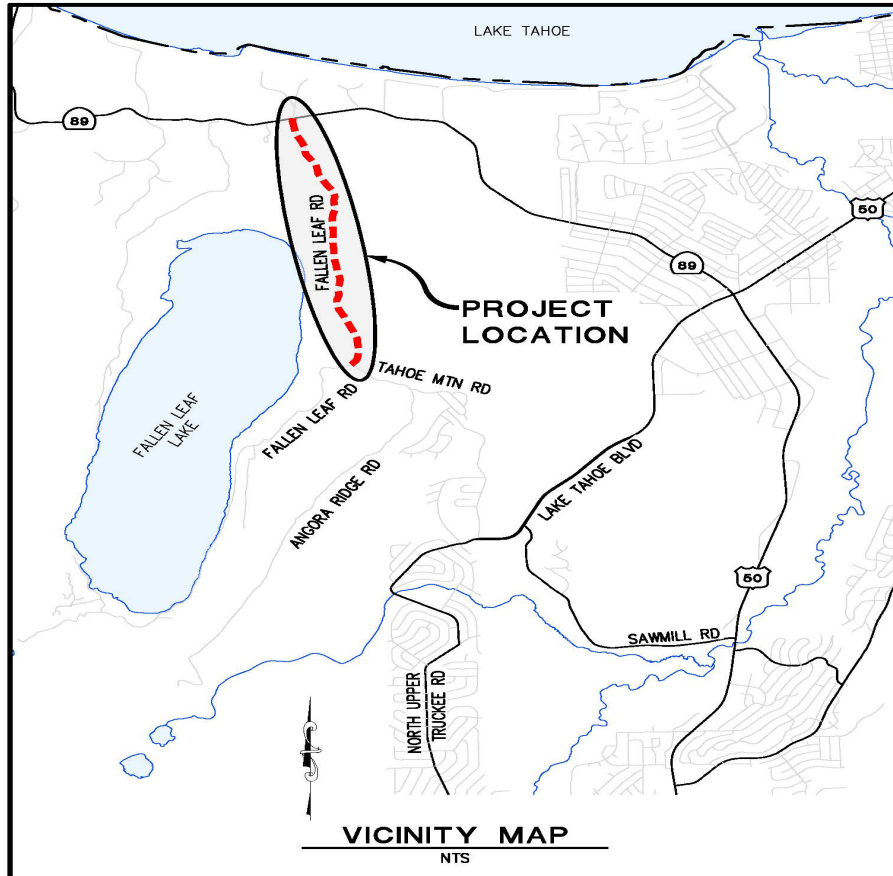 LAKE TAHOE
89
50
FALLEN LEAF RD
89
PROJECT
LOCATION
TAHOE MTN RD
FALLEN LEAF RD
FALLEN LEAF
LAKE
ANGORA RIDGE RD
LAKE TAHOE BLVD
50
SAWMILL RD
NORTH UPPER
TRUCKEE RD
VICINITY MAP
NTS